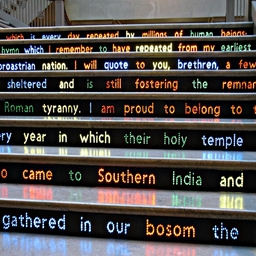 which is every day repeated by millions of human beings:
hymn which I remember to have repeated from my earliest
oroastrian nation. I will quote to you, brethren, a few
sheltered and is still fostering the remnan
Roman tyranny. I am proud to belong to
ery year in which their holy temple
o came to Southern India and
gathered in our bosom the